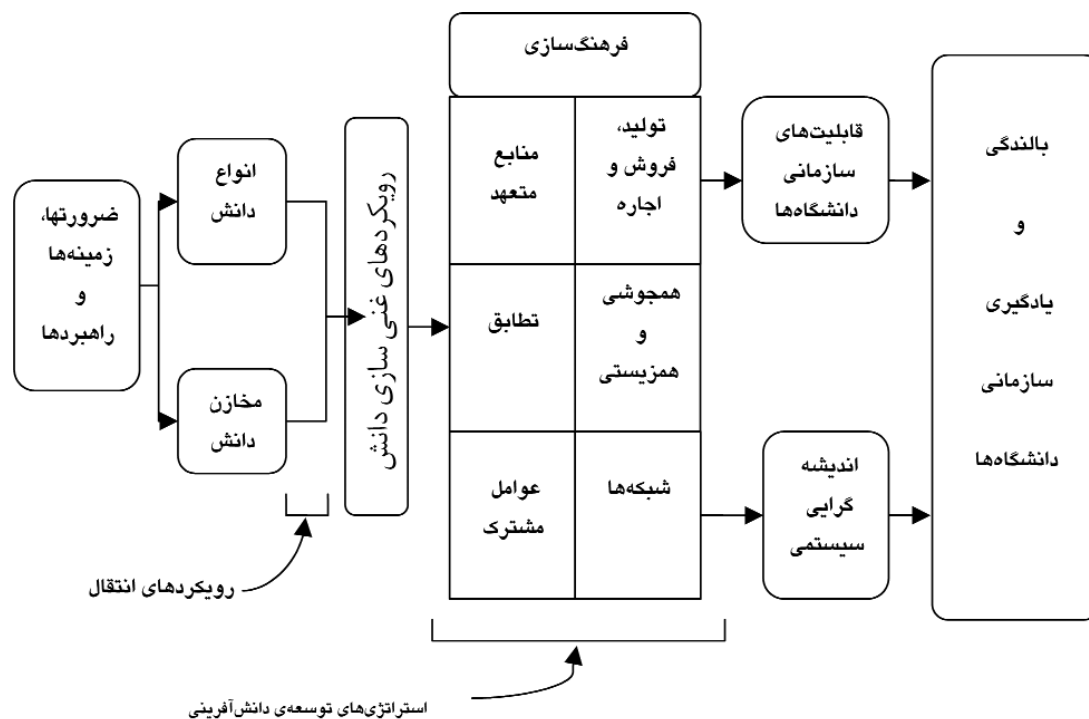 فرهنگ‌سازی
ضرورتها،
زمینه‌ها
و
راهبردها
انواع
دانش
مخازن
دانش
رویکردهای غنی سازی دانش
منابع
متعهد
تولید،
فروش و
اجاره
تطابق
همجوشی
و
همزیستی
عوامل
مشترک
شبکه‌ها
قابلیت‌های
سازمانی
دانشگاه‌ها
اندیشه
گرایی
سیستمی
بالندگی
و
یادگیری
سازمانی
دانشگاه‌ها
رویکردهای انتقال
استراتژی‌های توسعه‌ی دانش‌آفرینی